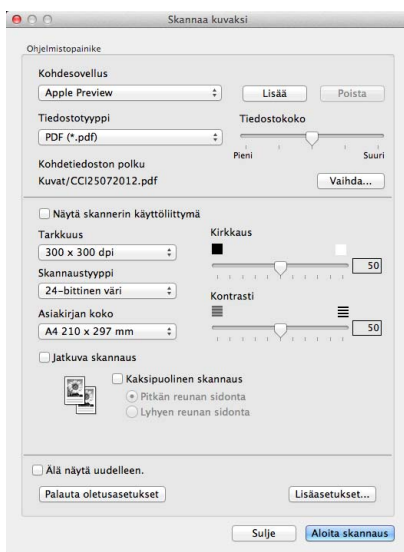 Skannaa kuvaksi
Ohjelmistopainike
Kohdesovellus
Apple Preview
Lisää
Poista
Tiedostotyyppi
Tiedostokoko
PDF (*.pdf)
Pieni
Suuri
Kohdetiedoston polku
Kuvat/CCI25072012.pdf
Vaihda...
Näytä skannerin käyttöliittymä
Tarkkuus
Kirkkaus
300 x 300 dpi
50
Skannaustyyppi
24-bittinen väri
Kontrasti
Asiakirjan koko
A4 210 x 297 mm
50
Jatkuva skannaus
Kaksipuolinen skannaus
Pitkän reunan sidonta
Lyhyen reunan sidonta
Älä näytä uudelleen.
Palauta oletusasetukset
Lisäasetukset...
Sulje
Aloita skannaus